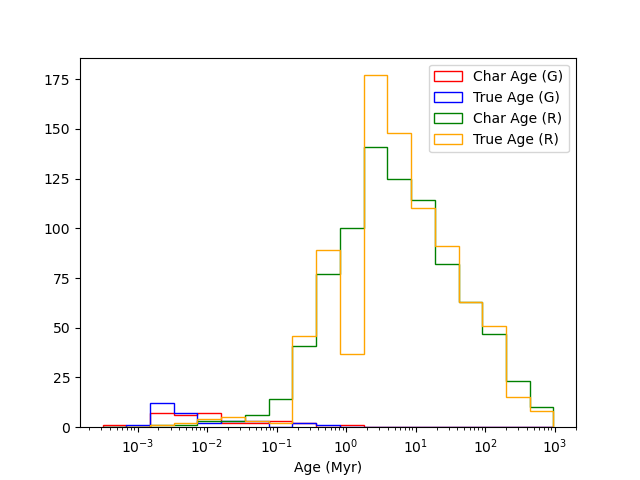 175
150
125
100
75
50
25
0
10⁻³ 10⁻² 10⁻¹ 10⁰ 10¹ 10² 10³
Age (Myr)
Char Age (G)
True Age (G)
Char Age (R)
True Age (R)